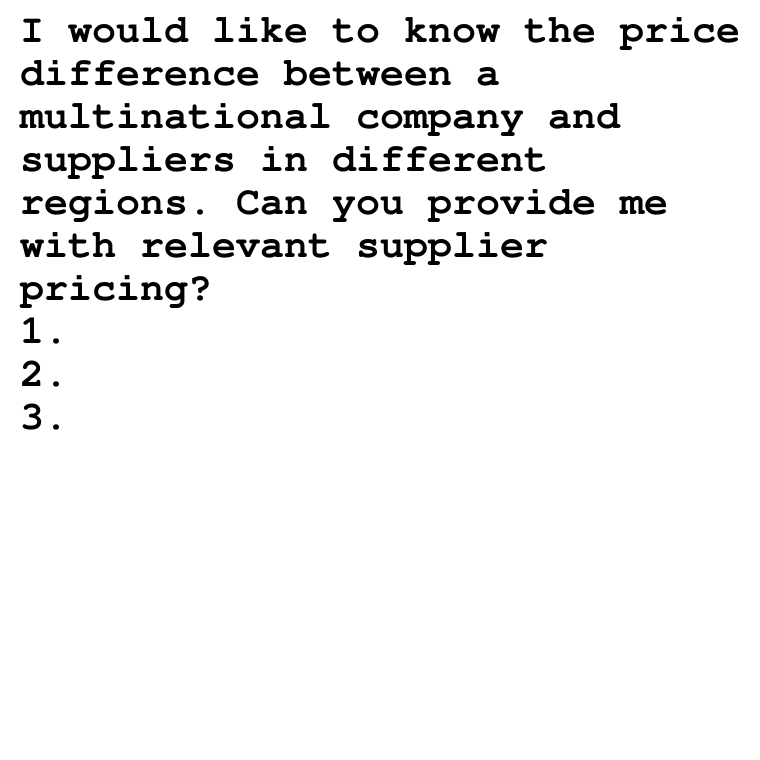 I would like to know the price
difference between a
multinational company and
suppliers in different
regions. Can you provide me
with relevant supplier
pricing?
1.
2.
3.